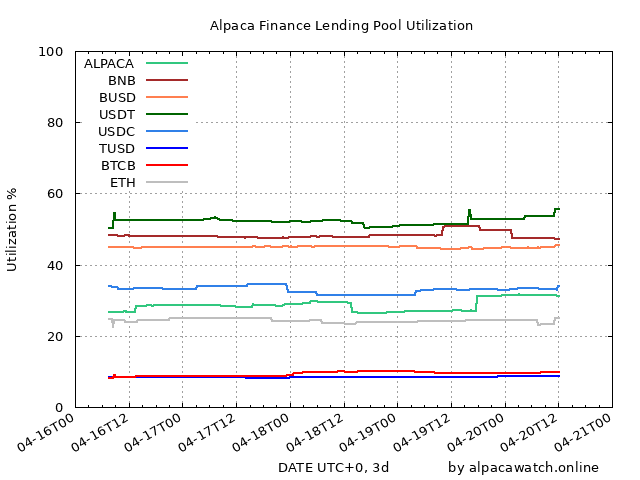 Alpaca Finance Lending Pool Utilization
100
80
60
40
20
0
Utilization %
ALPACA
BNB
BUSD
USDT
USDC
TUSD
BTCB
ETH
04-16T00
04-16T12
04-17T00
04-17T12
04-18T00
04-18T12
04-19T00
04-19T12
04-20T00
04-20T12
04-21T00
DATE UTC+0, 3d
by alpacawatch.online